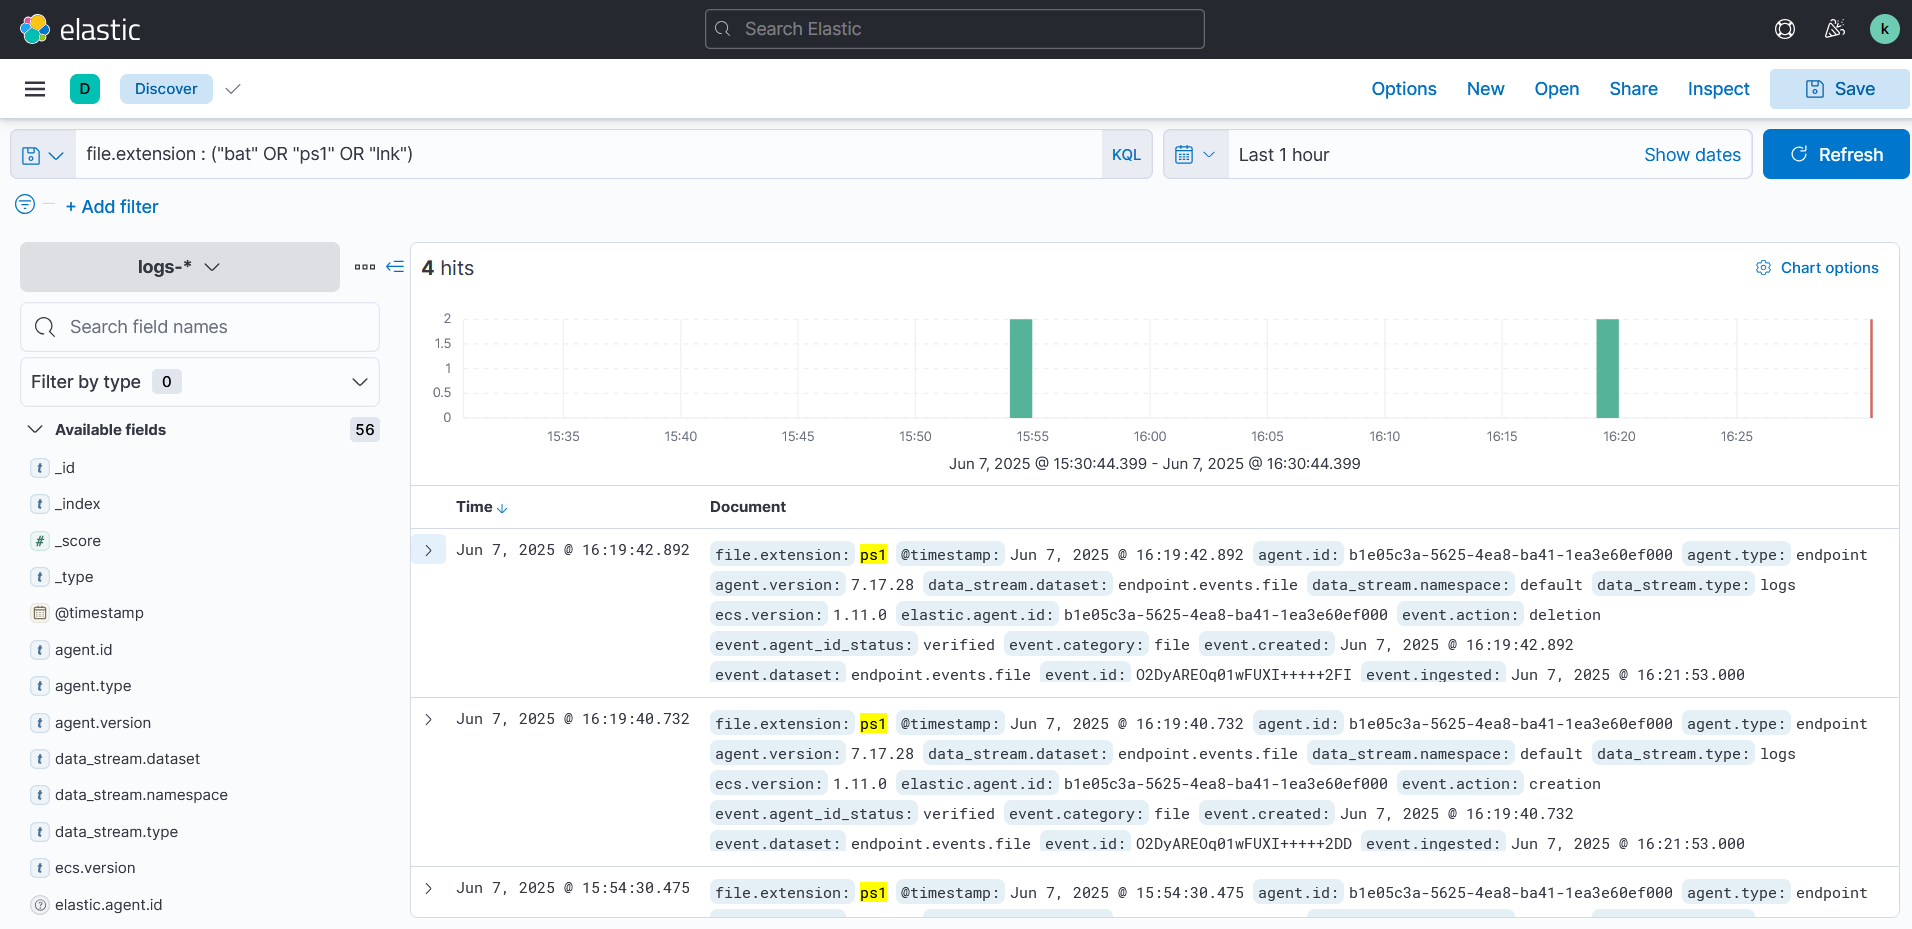 elastic
Search Elastic
k
D
Discover
Options New Open Share Inspect Save
file.extension : ("bat" OR "ps1" OR "lnk")
KQL
Last 1 hour
Show dates
Refresh
+ Add filter
logs-*
Search field names
Filter by type 0
Available fields 56
t _id
t _index
# _score
t _type
@timestamp
t agent.id
t agent.type
t agent.version
t data_stream.dataset
t data_stream.namespace
t data_stream.type
t ecs.version
elastic.agent.id
4 hits
Chart options
2
1.5
1
0.5
0
15:35 15:40 15:45 15:50 15:55 16:00 16:05 16:10 16:15 16:20 16:25
Jun 7, 2025 @ 15:30:44.399 - Jun 7, 2025 @ 16:30:44.399
Time Document
Jun 7, 2025 @ 16:19:42.892
file.extension: ps1 @timestamp: Jun 7, 2025 @ 16:19:42.892 agent.id: b1e05c3a-5625-4ea8-ba41-1ea3e60ef000 agent.type: endpoint
agent.version: 7.17.28 data_stream.dataset: endpoint.events.file data_stream.namespace: default data_stream.type: logs
ecs.version: 1.11.0 elastic.agent.id: b1e05c3a-5625-4ea8-ba41-1ea3e60ef000 event.action: deletion
event.agent_id_status: verified event.category: file event.created: Jun 7, 2025 @ 16:19:42.892
event.dataset: endpoint.events.file event.id: O2DyAREOq01wFUXI+++++2FI event.ingested: Jun 7, 2025 @ 16:21:53.000
Jun 7, 2025 @ 16:19:40.732
file.extension: ps1 @timestamp: Jun 7, 2025 @ 16:19:40.732 agent.id: b1e05c3a-5625-4ea8-ba41-1ea3e60ef000 agent.type: endpoint
agent.version: 7.17.28 data_stream.dataset: endpoint.events.file data_stream.namespace: default data_stream.type: logs
ecs.version: 1.11.0 elastic.agent.id: b1e05c3a-5625-4ea8-ba41-1ea3e60ef000 event.action: creation
event.agent_id_status: verified event.category: file event.created: Jun 7, 2025 @ 16:19:40.732
event.dataset: endpoint.events.file event.id: O2DyAREOq01wFUXI+++++2DD event.ingested: Jun 7, 2025 @ 16:21:53.000
Jun 7, 2025 @ 15:54:30.475
file.extension: ps1 @timestamp: Jun 7, 2025 @ 15:54:30.475 agent.id: b1e05c3a-5625-4ea8-ba41-1ea3e60ef000 agent.type: endpoint